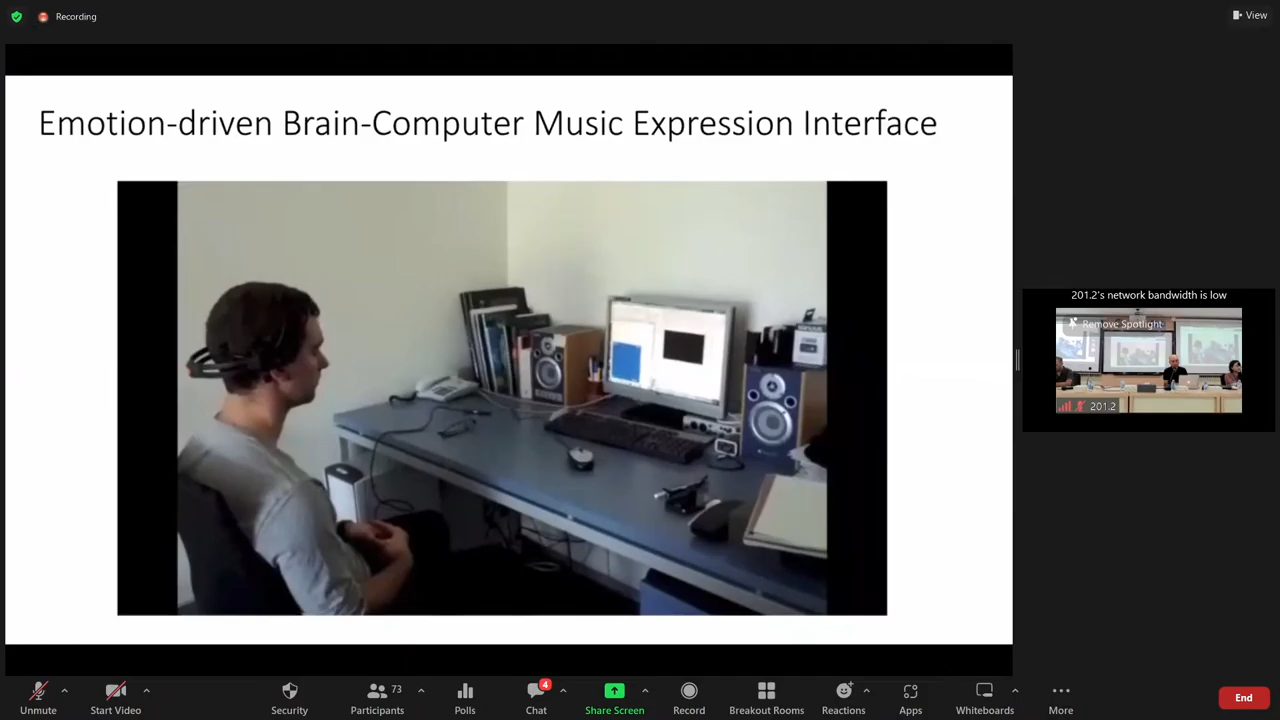 Recording
View
Emotion-driven Brain-Computer Music Expression Interface
201.2's network bandwidth is low
Remove Spotlight
201.2
73
4
Unmute
Start Video
Security
Participants
Polls
Chat
Share Screen
Record
Breakout Rooms
Reactions
Apps
Whiteboards
More
End